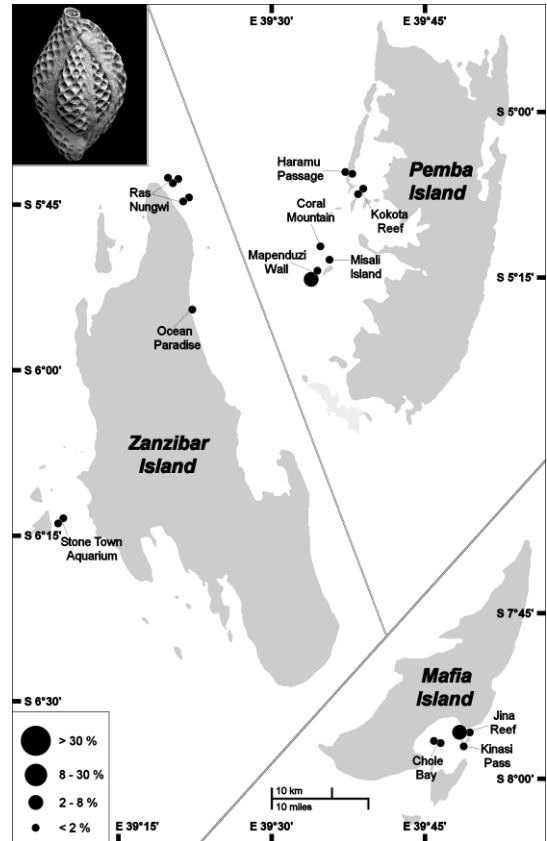 E 39°30'
E 39°45'
S 5°00'
Haramu
Passage
Pemba
Island
Ras
Nungwi
Coral
Mountain
Kokota
Reef
S 5°45'
Mapenduzi
Wall
Misali
Island
S 5°15'
Ocean
Paradise
S 6°00'
Zanzibar
Island
S 6°15'
Stone Town
Aquarium
S 7°45'
Mafia
Island
S 6°30'
Jina
Reef
Kinasi
Pass
Chole
Bay
S 8°00'
> 30 %
8 - 30 %
2 - 8 %
< 2 %
10 km
10 miles
E 39°15'
E 39°30'
E 39°45'